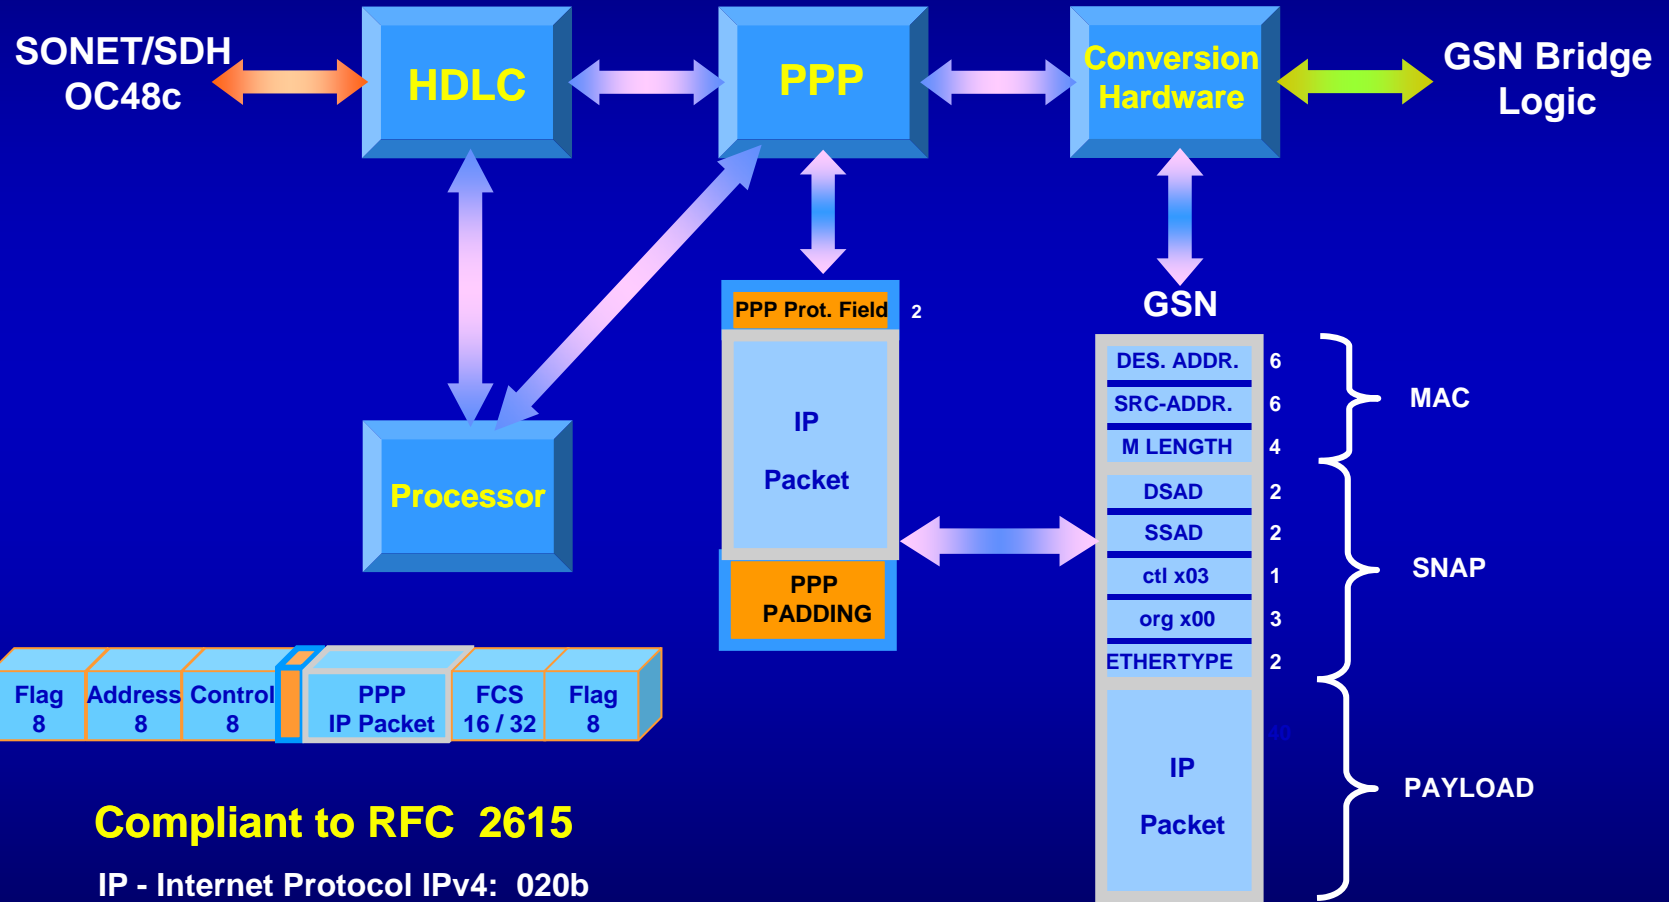 SONET/SDH
OC48c
HDLC
PPP
Conversion
Hardware
GSN Bridge
Logic
Processor
PPP Prot. Field 2
IP
Packet
PPP
PADDING
GSN
DES. ADDR. 6
SRC-ADDR. 6
M LENGTH 4
MAC
DSAD 2
SSAD 2
ctl x03 1
org x00 3
ETHERTYPE 2
SNAP
40
IP
Packet
PAYLOAD
Flag
8
Address
8
Control
8
PPP
IP Packet
FCS
16 / 32
Flag
8
Compliant to RFC 2615
IP - Internet Protocol IPv4: 020b